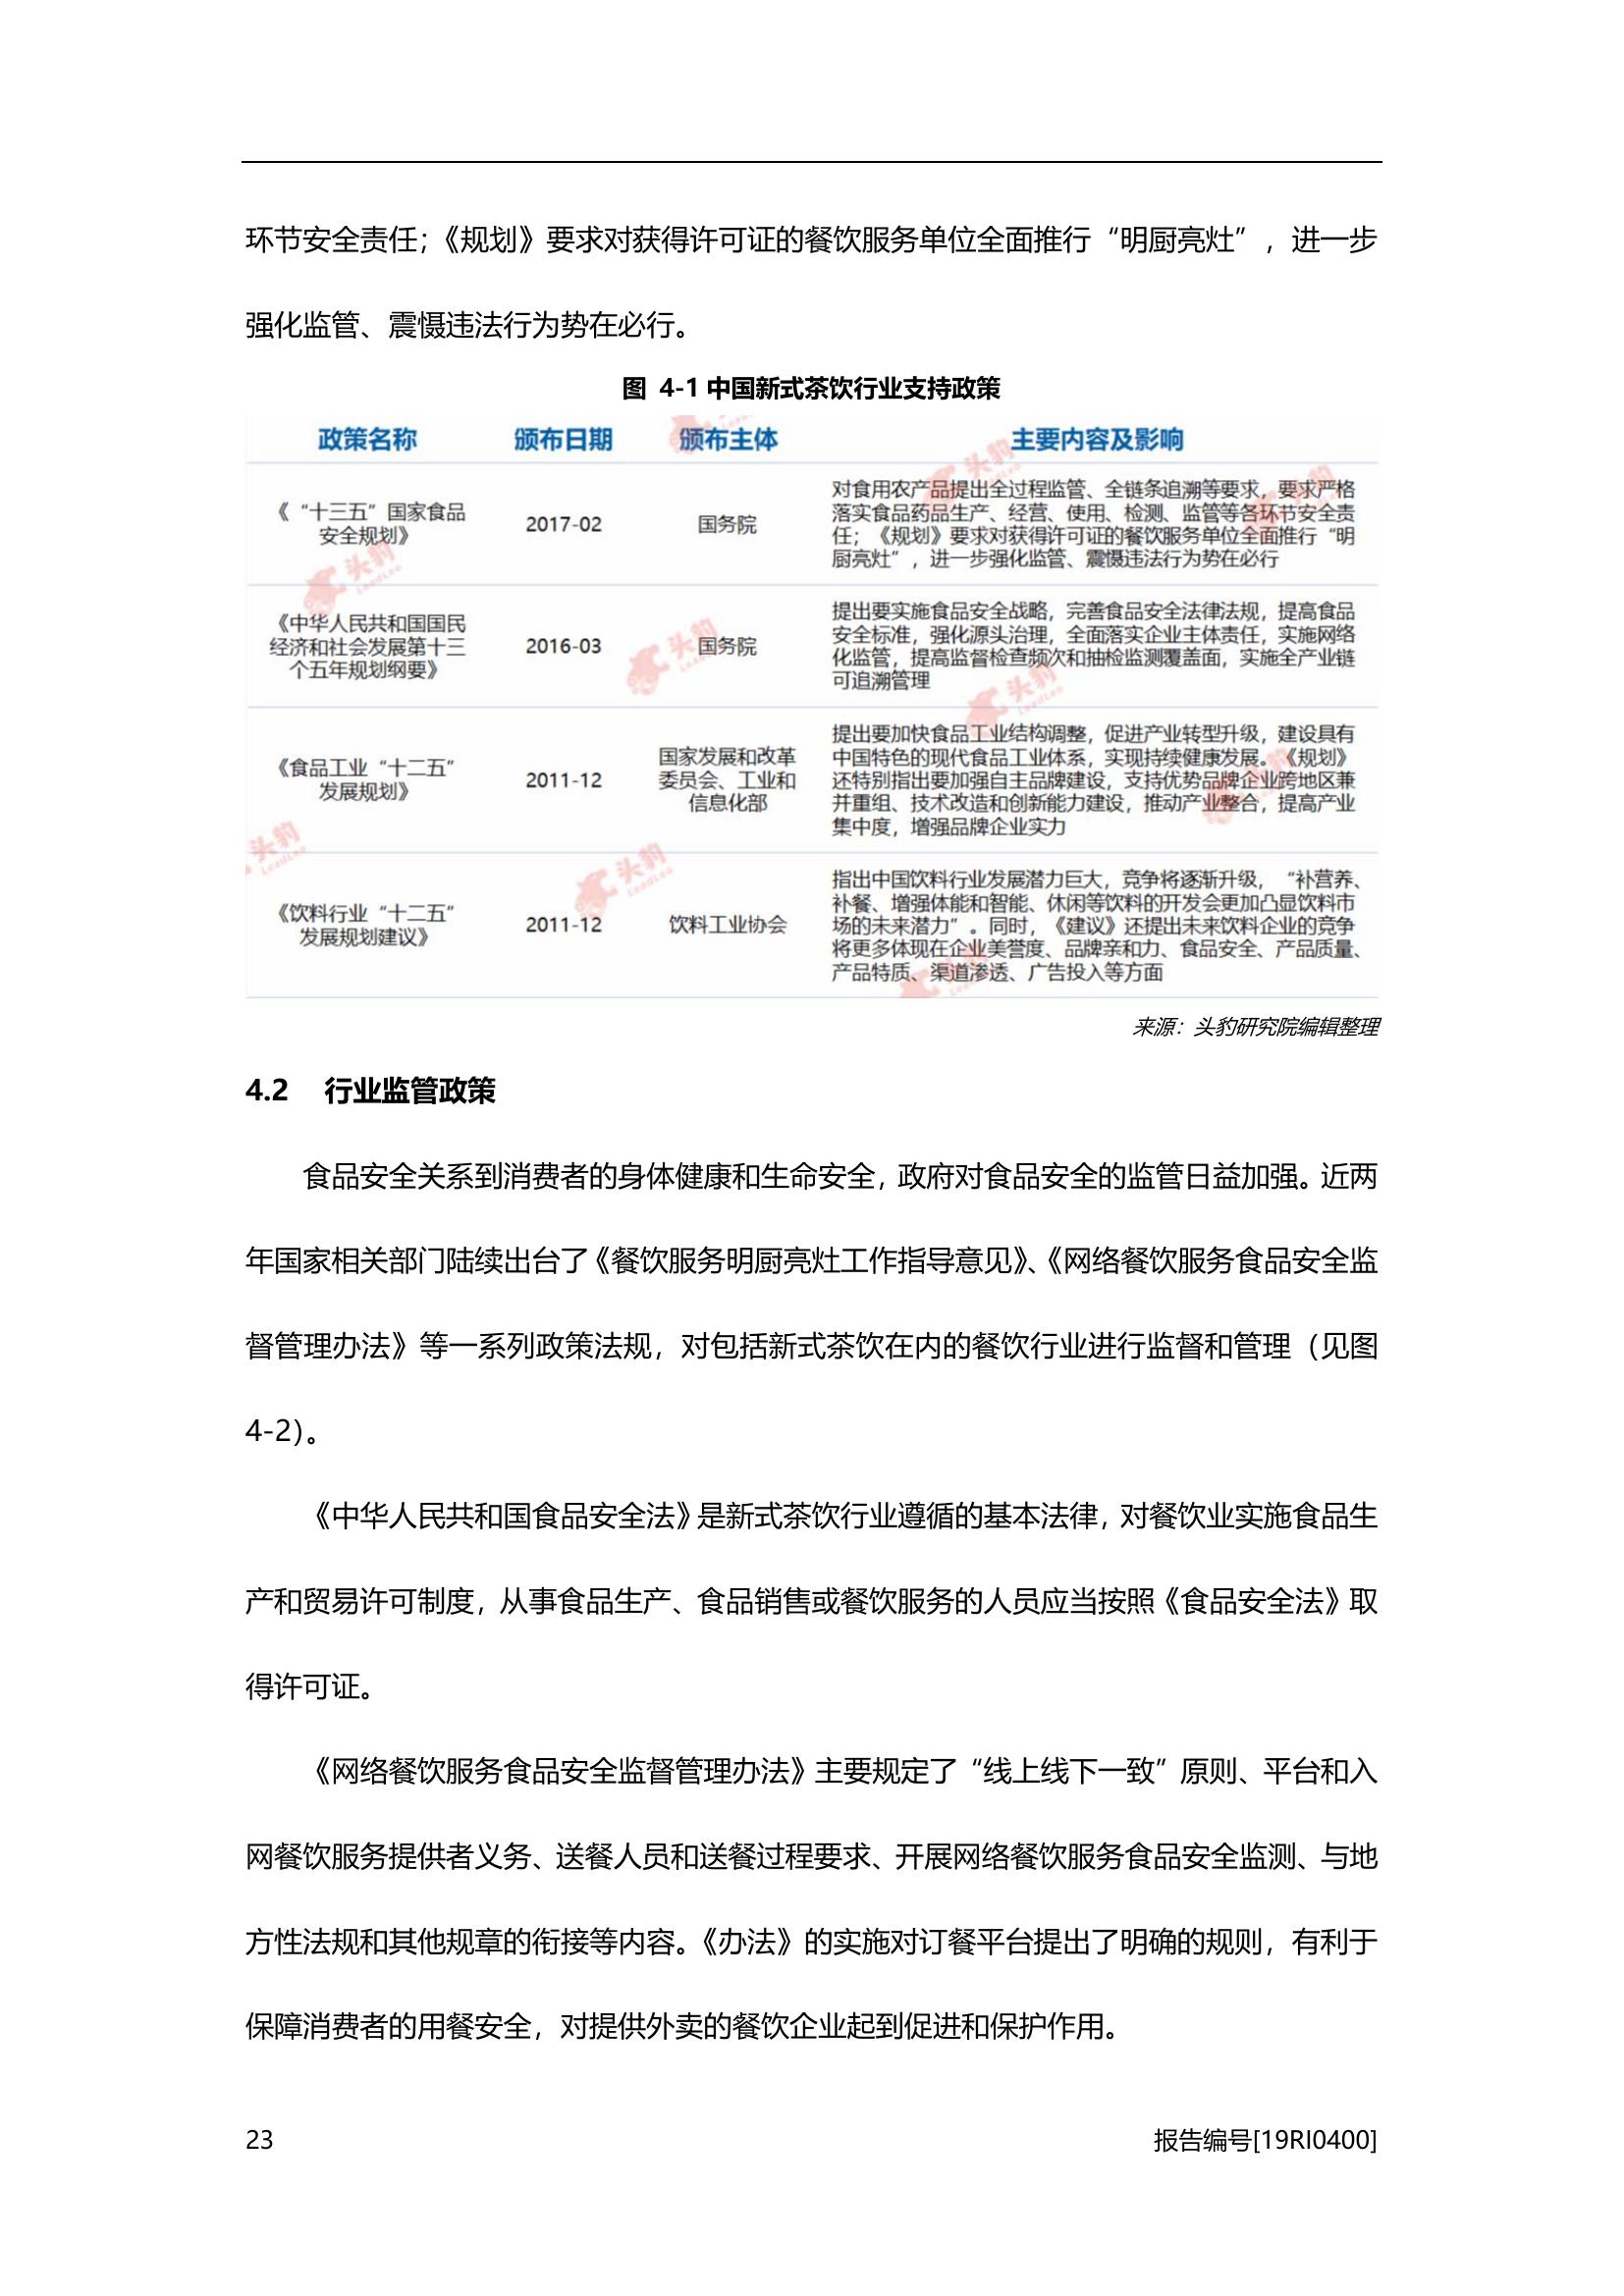 环节安全责任；《规划》要求对获得许可证的餐饮服务单位全面推行“明厨亮灶”，进一步
强化监管、震慑违法行为势在必行。
图 4-1 中国新式茶饮行业支持政策
政策名称 颁布日期 颁布主体 主要内容及影响
《“十三五”国家食品
安全规划》
2017-02
国务院
对食用农产品提出全过程监管、全链条追溯等要求，要求严格
落实食品药品生产、经营、使用、检测、监管等各环节安全责
任；《规划》要求对获得许可证的餐饮服务单位全面推行“明
厨亮灶”，进一步强化监管、震慑违法行为势在必行
《中华人民共和国国民
经济和社会发展第十三
个五年规划纲要》
2016-03
国务院
提出要实施食品安全战略，完善食品安全法律法规，提高食品
安全标准，强化源头治理，全面落实企业主体责任，实施网络
化监管，提高监督检查频次和抽检监测覆盖面，实施全产业链
可追溯管理
《食品工业“十二五”
发展规划》
2011-12
国家发展和改革
委员会、工业和
信息化部
提出要加快食品工业结构调整，促进产业转型升级，建设具有
中国特色的现代食品工业体系，实现持续健康发展。《规划》
还特别指出要加强自主品牌建设，支持优势品牌企业跨地区兼
并重组、技术改造和创新能力建设，推动产业整合，提高产业
集中度，增强品牌企业实力
《饮料行业“十二五”
发展规划建议》
2011-12
饮料工业协会
指出中国饮料行业发展潜力巨大，竞争将逐渐升级，“补营养、
补餐、增强体能和智能、休闲等饮料的开发会更加凸显饮料市
场的未来潜力”。同时，《建议》还提出未来饮料企业的竞争
将更多体现在企业美誉度、品牌亲和力、食品安全、产品质量、
产品特质、渠道渗透、广告投入等方面
来源：头豹研究院编辑整理
4.2 行业监管政策
食品安全关系到消费者的身体健康和生命安全，政府对食品安全的监管日益加强。近两
年国家相关部门陆续出台了《餐饮服务明厨亮灶工作指导意见》、《网络餐饮服务食品安全监
督管理办法》等一系列政策法规，对包括新式茶饮在内的餐饮行业进行监督和管理（见图
4-2）。
《中华人民共和国食品安全法》是新式茶饮行业遵循的基本法律，对餐饮业实施食品生
产和贸易许可制度，从事食品生产、食品销售或餐饮服务的人员应当按照《食品安全法》取
得许可证。
《网络餐饮服务食品安全监督管理办法》主要规定了“线上线下一致”原则、平台和入
网餐饮服务提供者义务、送餐人员和送餐过程要求、开展网络餐饮服务食品安全监测、与地
方性法规和其他规章的衔接等内容。《办法》的实施对订餐平台提出了明确的规则，有利于
保障消费者的用餐安全，对提供外卖的餐饮企业起到促进和保护作用。
23 报告编号[19RI0400]